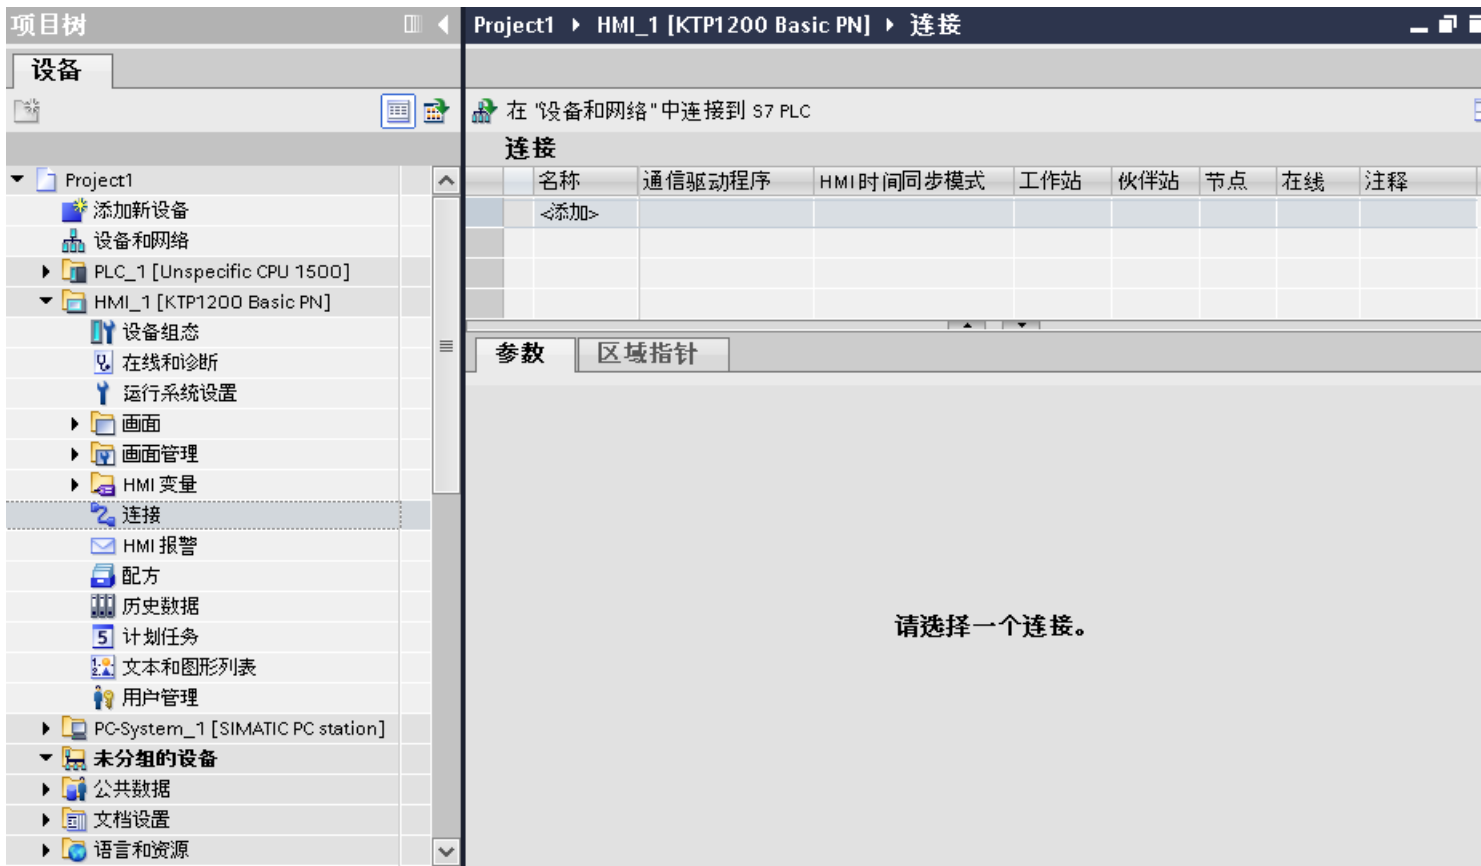 项目树
Project1 HMI_1 [KTP1200 Basic PN] 连接
设备
在 "设备和网络" 中连接到 S7 PLC
连接
名称 通信驱动程序 HMI时间同步模式 工作站 伙伴站 节点 在线 注释
<添加>
参数 区域指针
请选择一个连接。
Project1
添加新设备
设备和网络
PLC_1 [Unspecific CPU 1500]
HMI_1 [KTP1200 Basic PN]
设备组态
在线和诊断
运行系统设置
画面
画面管理
HMI 变量
连接
HMI 报警
配方
历史数据
计划任务
文本和图形列表
用户管理
PC-System_1 [SIMATIC PC station]
未分组的设备
公共数据
文档设置
语言和资源